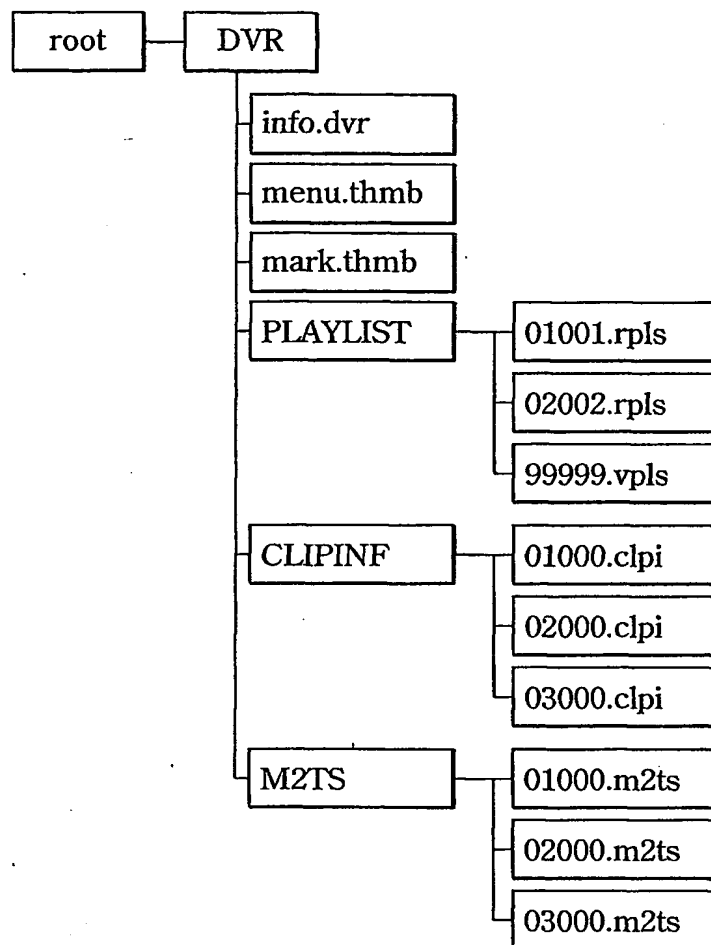 root
DVR
info.dvr
menu.thmb
mark.thmb
PLAYLIST
01001.rpls
02002.rpls
99999.vpls
CLIPINF
01000.clpi
02000.clpi
03000.clpi
M2TS
01000.m2ts
02000.m2ts
03000.m2ts